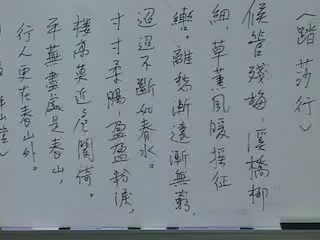 〈踏莎行〉
候管殘梅，溪橋柳
細。草薰風暖搖征
轡。離愁漸遠漸無窮，
迢迢不斷如春水。
寸寸柔腸，盈盈粉淚，
樓高莫近危闌倚。
平蕪盡處是春山，
行人更在春山外。